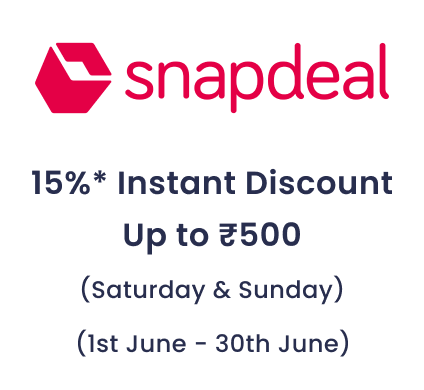 snapdeal
15%* Instant Discount
Up to ₹500
(Saturday & Sunday)
(1st June - 30th June)